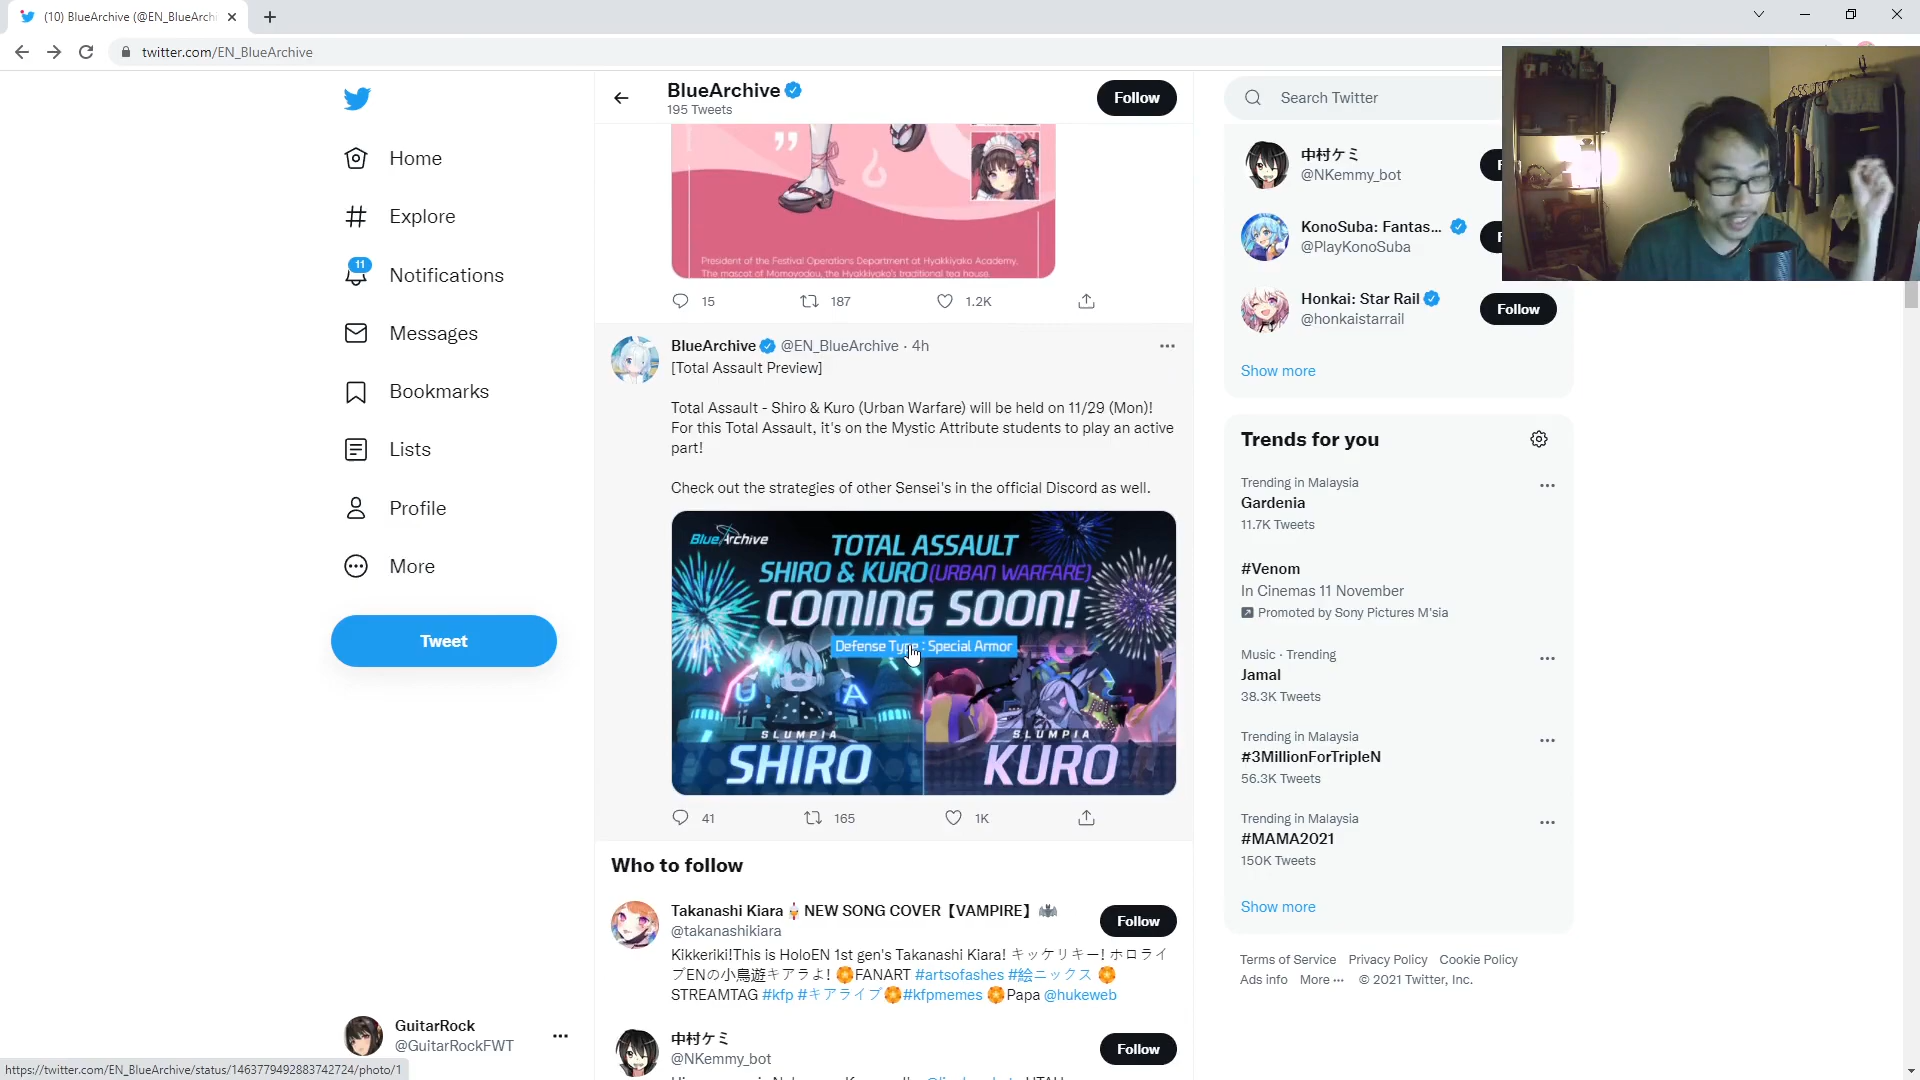 (10) BlueArchive (@EN_BlueArchi
twitter.com/EN_BlueArchive
Home
Explore
11
Notifications
Messages
Bookmarks
Lists
Profile
More
Tweet
GuitarRock
@GuitarRockFWT
https://twitter.com/EN_BlueArchive/status/1463779492883742724/photo/1
BlueArchive
195 Tweets
Follow
President of the Festival Operations Department at Hyakkiyako Academy.
The mascot of Momoyodou, the Hyakkiyako's traditional tea house.
15 187 1.2K
BlueArchive @EN_BlueArchive · 4h
[Total Assault Preview]
Total Assault - Shiro & Kuro (Urban Warfare) will be held on 11/29 (Mon)!
For this Total Assault, it's on the Mystic Attribute students to play an active
part!
Check out the strategies of other Sensei's in the official Discord as well.
BlueArchive
TOTAL ASSAULT
SHIRO & KURO (URBAN WARFARE)
COMING SOON!
Defense Type : Special Armor
SLUMPIA
SHIRO
SLUMPIA
KURO
41 165 1K
Who to follow
Takanashi Kiara NEW SONG COVER【VAMPIRE】
@takanashikiara
Follow
Kikkeriki!This is HoloEN 1st gen's Takanashi Kiara! キッケリキー! ホロライ
ブENの小鳥遊キアラよ! FANART #artsofashes #絵ニックス
STREAMTAG #kfp #キアライブ #kfpmemes Papa @hukeweb
中村ケミ
@NKemmy_bot
Follow
Search Twitter
中村ケミ
@NKemmy_bot
KonoSuba: Fantas...
@PlayKonoSuba
Honkai: Star Rail
@honkaistarrail
Follow
Show more
Trends for you
Trending in Malaysia
Gardenia
11.7K Tweets
#Venom
In Cinemas 11 November
Promoted by Sony Pictures M'sia
Music · Trending
Jamal
38.3K Tweets
Trending in Malaysia
#3MillionForTripleN
56.3K Tweets
Trending in Malaysia
#MAMA2021
150K Tweets
Show more
Terms of Service Privacy Policy Cookie Policy
Ads info More ··· © 2021 Twitter, Inc.